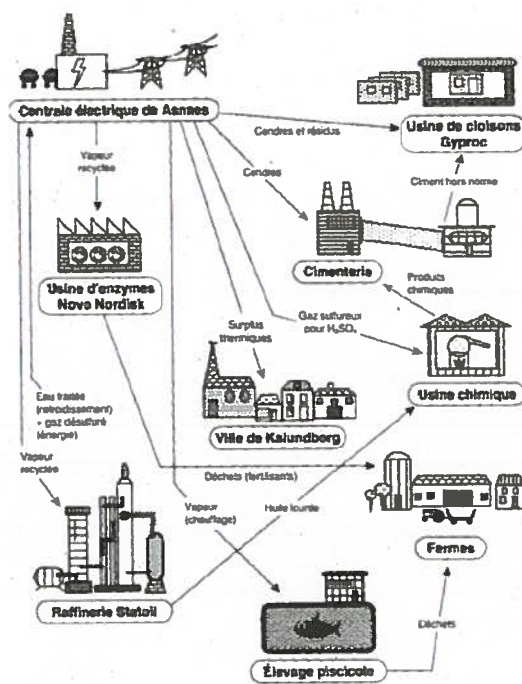 Centrale électrique de Asnaes
Cendres et résidus
Usine de cloisons
Gyproc
Vapeur
recyclée
Cendres
Ciment hors norme
Cimenterie
Usine d'enzymes
Novo Nordisk
Produits
chimiques
Surplus
thermiques
Gaz sulfureux
pour H₂SO₄
Usine chimique
Eau traitée
(refroidissement)
+ gaz désulfuré
(énergie)
Ville de Kalundberg
Vapeur
recyclée
Déchets (fertilisants)
Vapeur
(chauffage)
Huile lourde
Fermes
Raffinerie Statoil
Déchets
Élevage piscicole